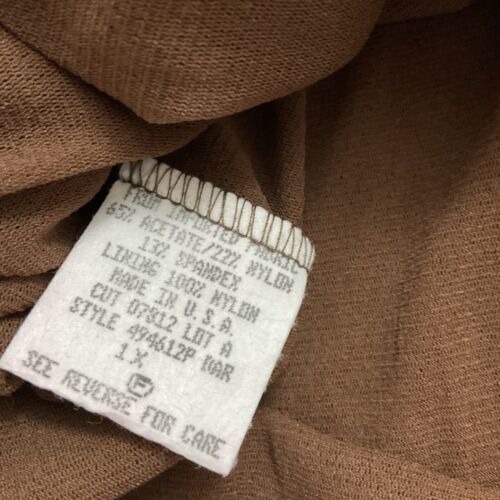 FROM IMPORTED FABRIC
65% ACETATE/22% NYLON
13% SPANDEX
LINING 100% NYLON
MADE IN U.S.A.
CUT 07812 LOT A
STYLE 494612P NAR
1X
SEE REVERSE FOR CARE